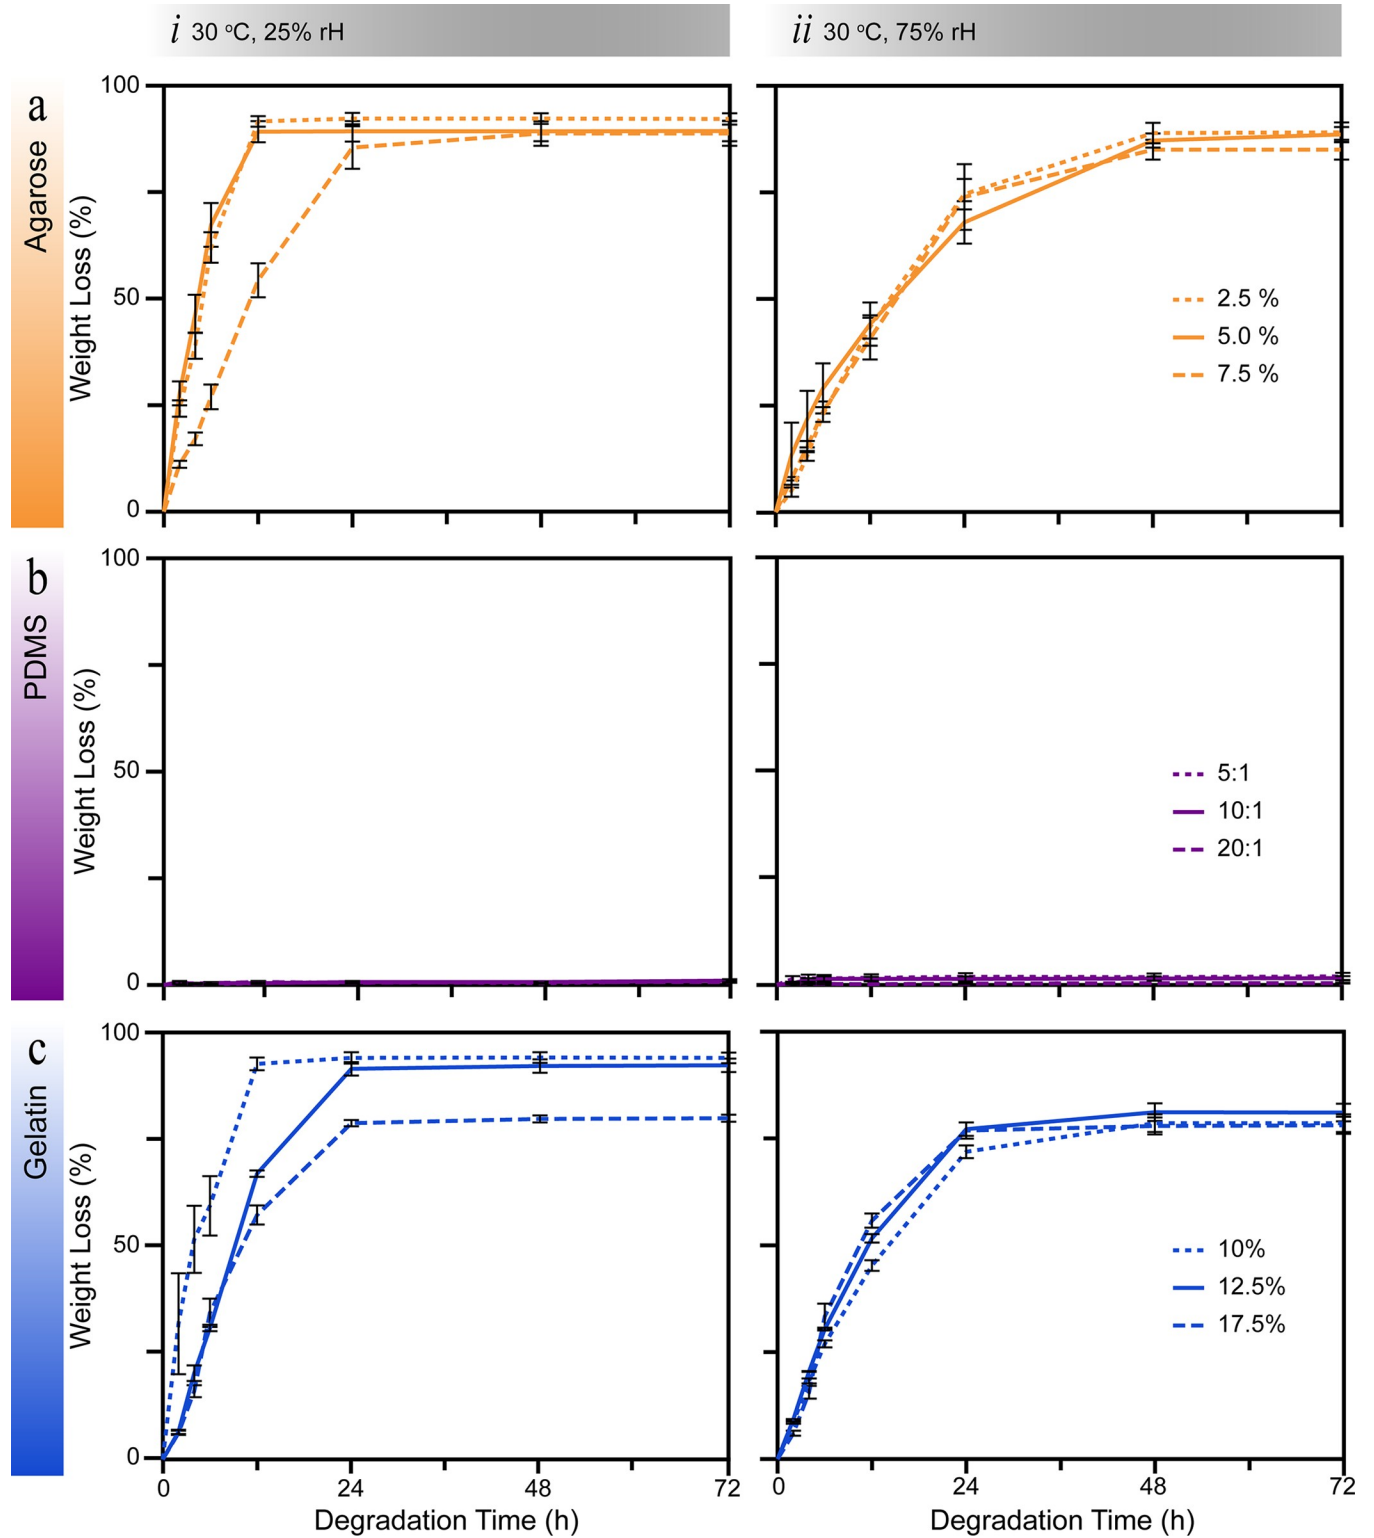 i 30 °C, 25% rH
ii 30 °C, 75% rH
a
Agarose
Weight Loss (%)
100
50
0
2.5 %
5.0 %
7.5 %
b
PDMS
Weight Loss (%)
100
50
0
5:1
10:1
20:1
c
Gelatin
Weight Loss (%)
100
50
0
10%
12.5%
17.5%
0 24 48 72
0 24 48 72
Degradation Time (h)
Degradation Time (h)